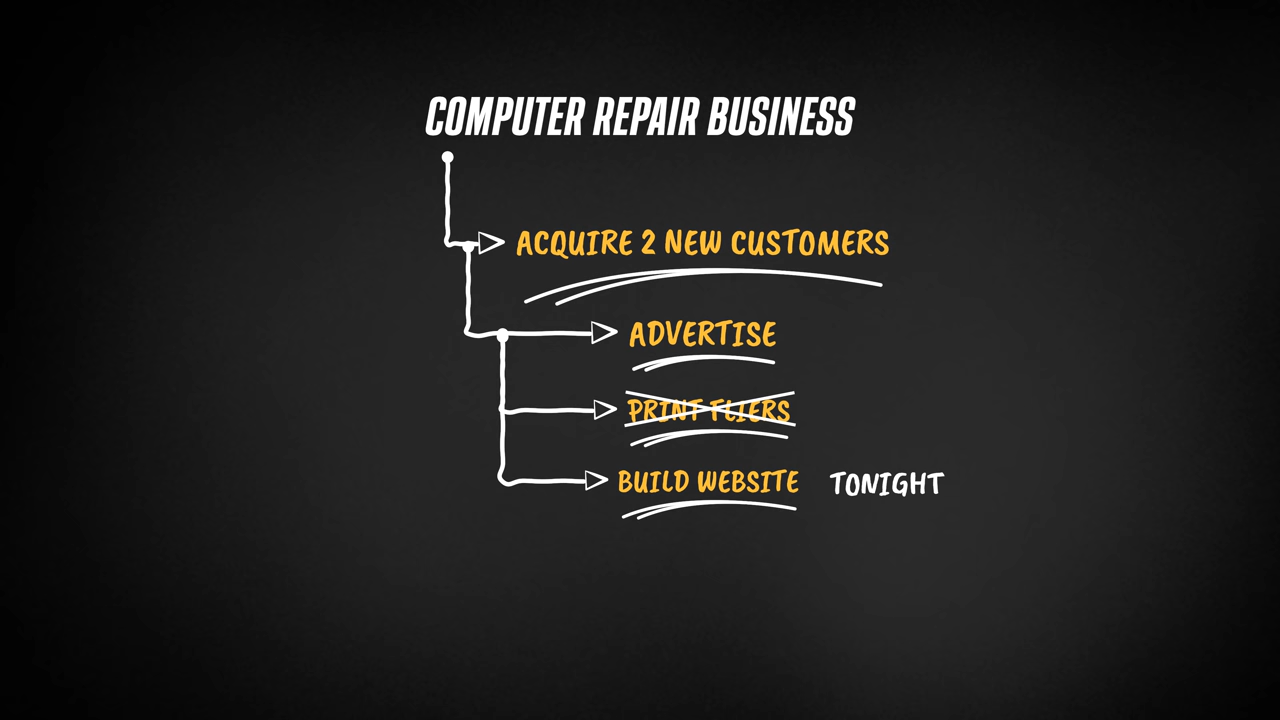 COMPUTER REPAIR BUSINESS
ACQUIRE 2 NEW CUSTOMERS
ADVERTISE
PRINT FLIERS
BUILD WEBSITE TONIGHT